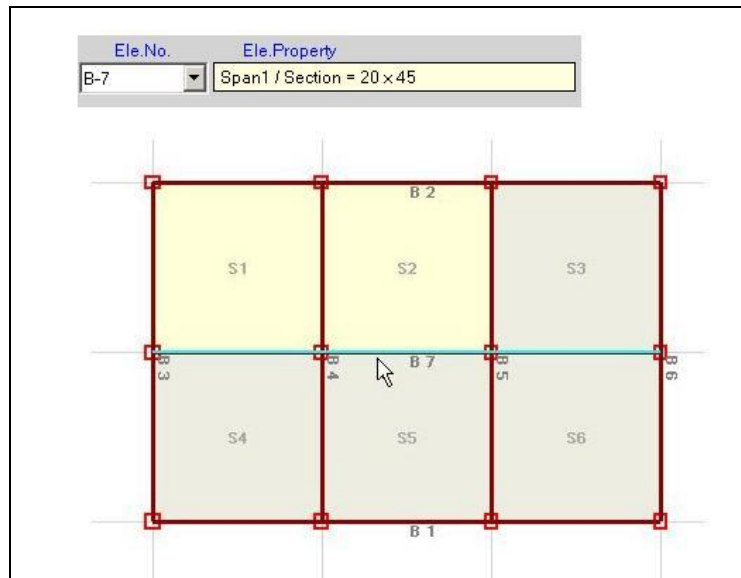 Ele.No. Ele.Property
B-7 Span1 / Section = 20 × 45
B 2
S1 S2 S3
B 3 B 4 B 7 B 5 B 6
S4 S5 S6
B 1